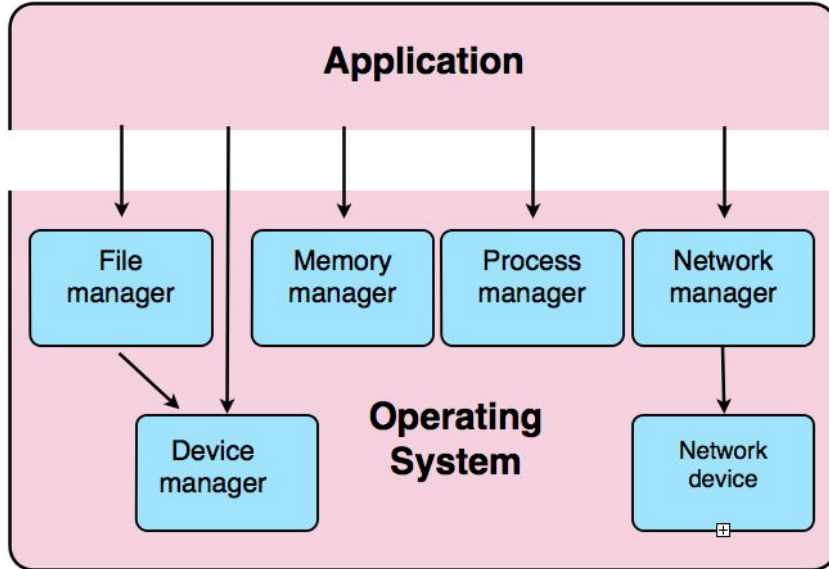 Application
File
manager
Memory
manager
Process
manager
Network
manager
Device
manager
Operating
System
Network
device